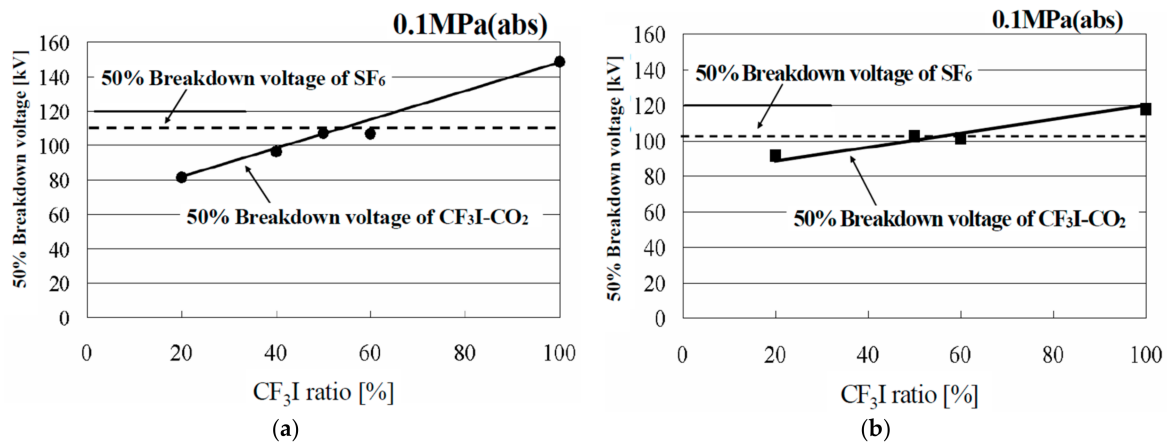 0.1MPa(abs)
50% Breakdown voltage [kV]
160
140
120
100
80
60
40
20
0
50% Breakdown voltage of SF₆
50% Breakdown voltage of CF₃I-CO₂
0 20 40 60 80 100
CF₃I ratio [%]
(a)
0.1MPa(abs)
50% Breakdown voltage [kV]
160
140
120
100
80
60
40
20
0
50% Breakdown voltage of SF₆
50% Breakdown voltage of CF₃I-CO₂
0 20 40 60 80 100
CF₃I ratio [%]
(b)